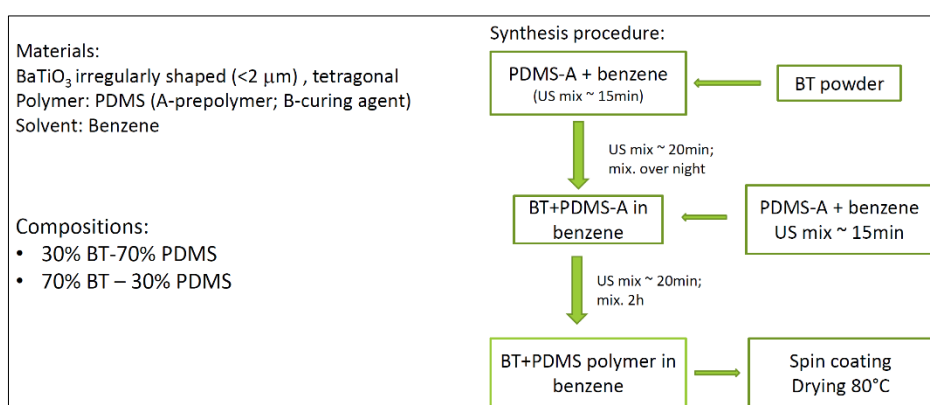 Materials:
BaTiO₃ irregularly shaped (<2 μm) , tetragonal
Polymer: PDMS (A-prepolymer; B-curing agent)
Solvent: Benzene
Compositions:
• 30% BT-70% PDMS
• 70% BT – 30% PDMS
Synthesis procedure:
PDMS-A + benzene
(US mix ~ 15min)
BT powder
US mix ~ 20min;
mix. over night
BT+PDMS-A in
benzene
PDMS-A + benzene
US mix ~ 15min
US mix ~ 20min;
mix. 2h
BT+PDMS polymer in
benzene
Spin coating
Drying 80°C